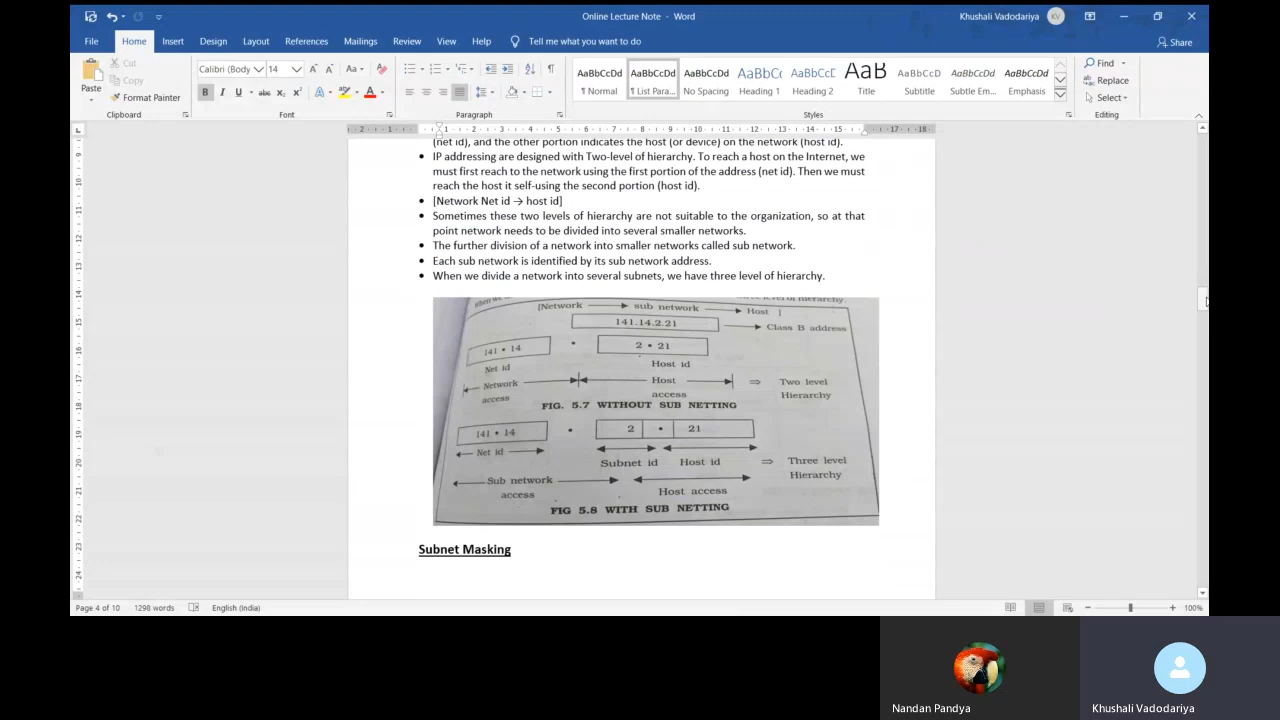 Online Lecture Note - Word
Khushali Vadodariya KV
File Home Insert Design Layout References Mailings Review View Help Tell me what you want to do Share
Paste Cut Copy Format Painter
Clipboard
Calibri (Body 14
Font
Paragraph
AaBbCcDd AaBbCcDd AaBbCcDd AaBbCc AaBbCcE AaB AaBbCcD AaBbCcDd AaBbCcDd
¶ Normal ¶ List Para... No Spacing Heading 1 Heading 2 Title Subtitle Subtle Em... Emphasis
Styles
Find
Replace
Select
Editing
(net id), and the other portion indicates the host (or device) on the network (host id).
• IP addressing are designed with Two-level of hierarchy. To reach a host on the Internet, we
must first reach to the network using the first portion of the address (net id). Then we must
reach the host it self-using the second portion (host id).
• [Network Net id → host id]
• Sometimes these two levels of hierarchy are not suitable to the organization, so at that
point network needs to be divided into several smaller networks.
• The further division of a network into smaller networks called sub network.
• Each sub network is identified by its sub network address.
• When we divide a network into several subnets, we have three level of hierarchy.
[Network → sub network → Host ]
141.14.2.21 → Class B address
141 • 14 • 2 • 21
Net id Host id
Network access Host access ⇒ Two level Hierarchy
FIG. 5.7 WITHOUT SUB NETTING
141 • 14 • 2 • 21
Net id Subnet id Host id ⇒ Three level Hierarchy
Sub network access Host access
FIG 5.8 WITH SUB NETTING
Subnet Masking
Page 4 of 10 1298 words English (India) 100%
Nandan Pandya Khushali Vadodariya